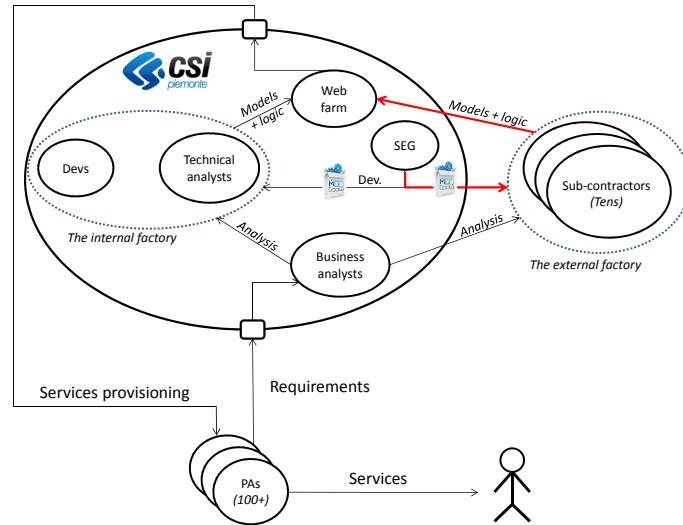 csi
piemonte
Web
farm
Models
+ logic
Models + logic
SEG
Devs
Technical
analysts
Dev.
Sub-contractors
(Tens)
The internal factory
Analysis
Analysis
Business
analysts
The external factory
Services provisioning
Requirements
PAs
(100+)
Services